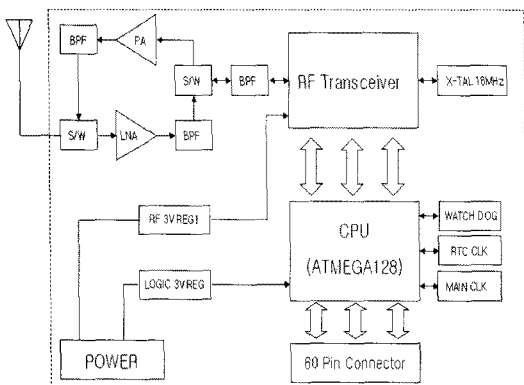 BPF
PA
S/W
BPF
RF Transceiver
X-TAL 16MHz
S/W
LNA
BPF
RF 3V REG1
CPU
(ATMEGA128)
WATCH DOG
RTC CLK
MAIN CLK
LOGIC 3V REG
POWER
60 Pin Connector